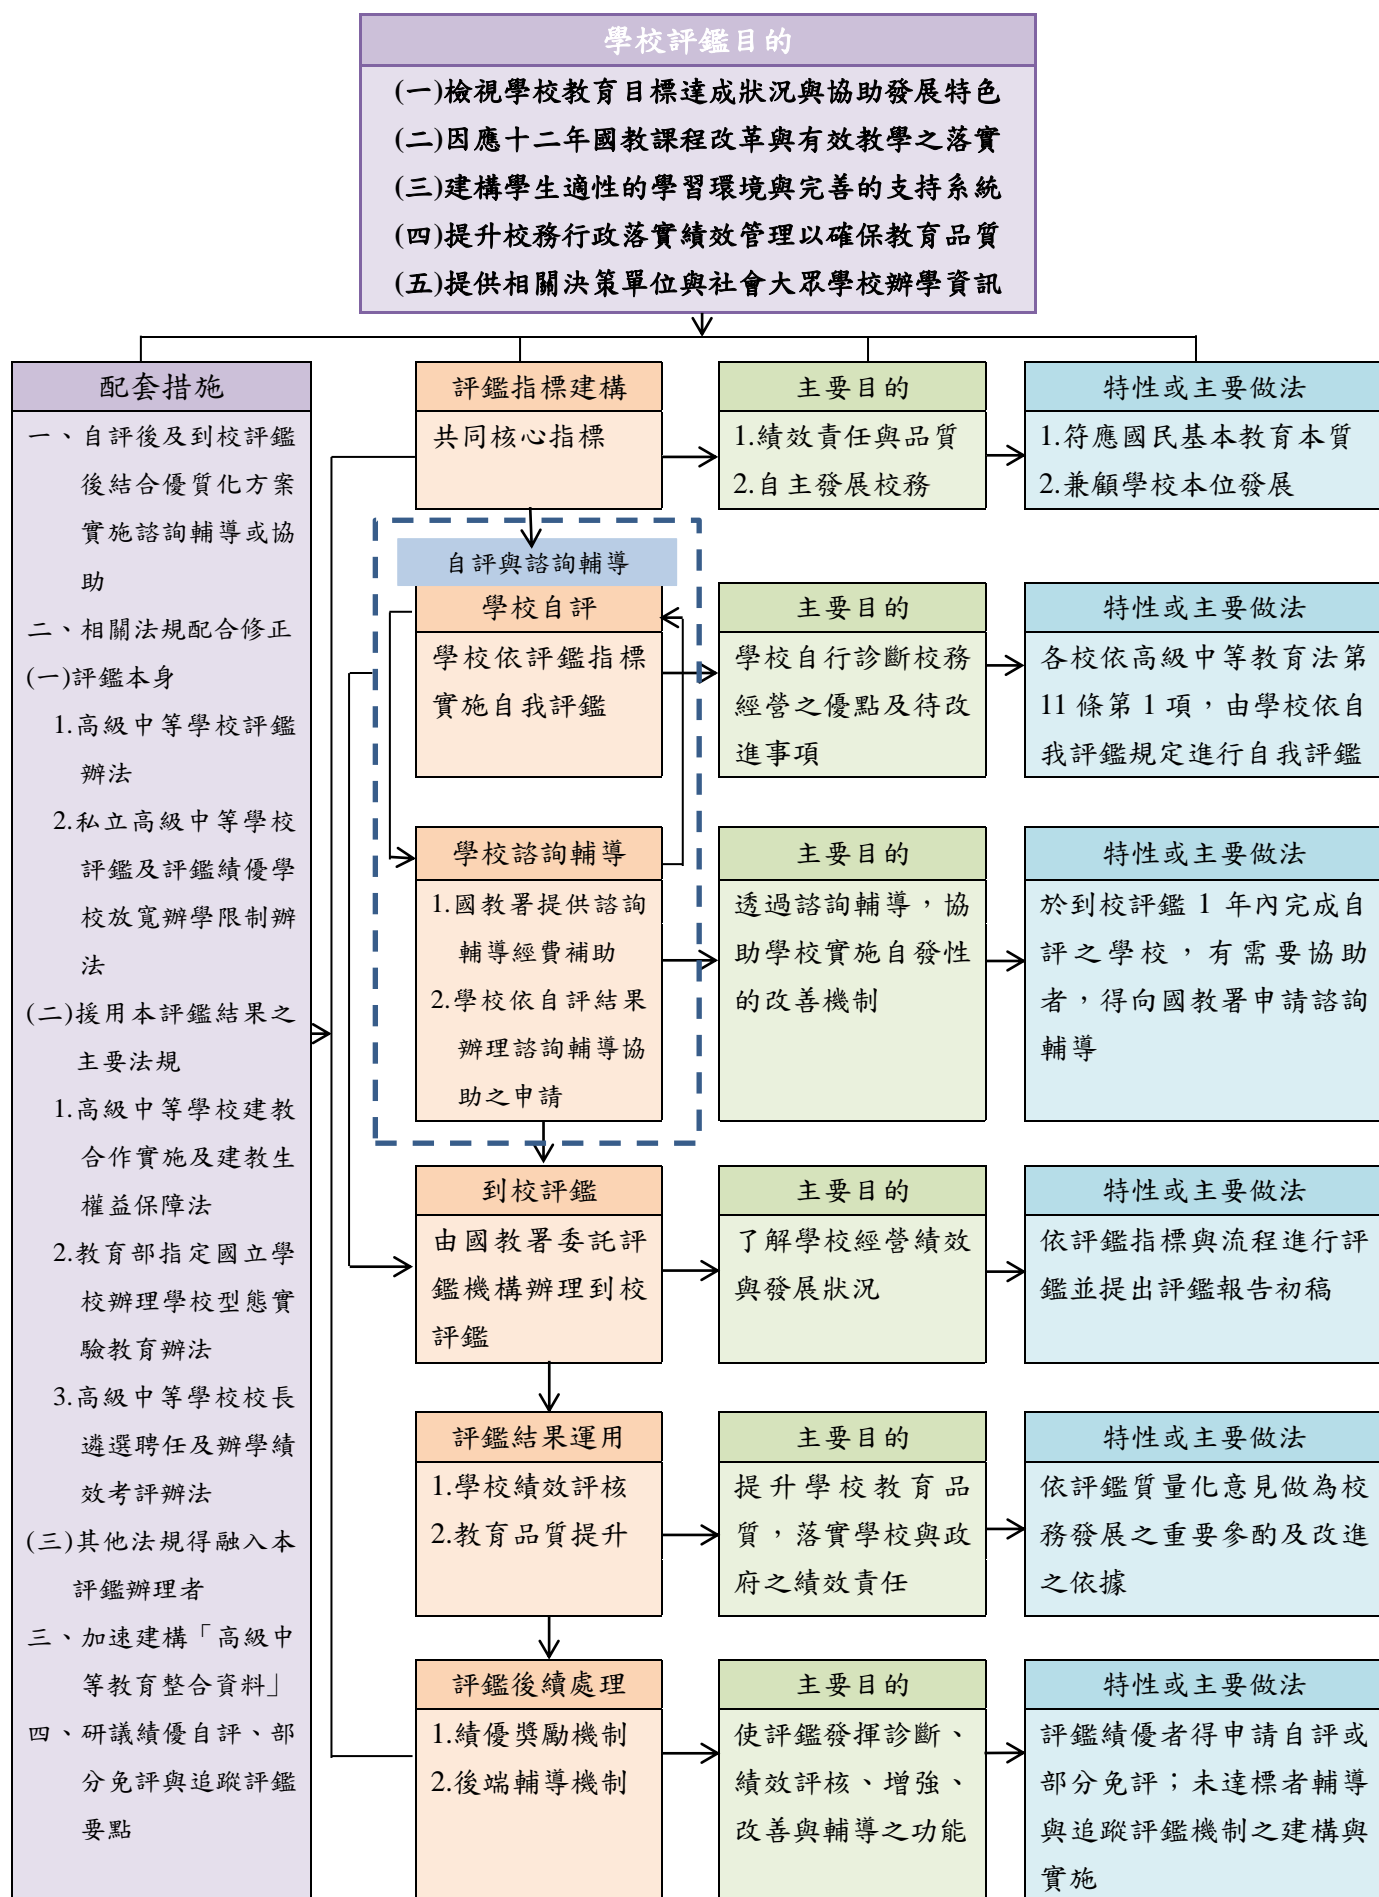 學校評鑑目的
(一)檢視學校教育目標達成狀況與協助發展特色
(二)因應十二年國教課程改革與有效教學之落實
(三)建構學生適性的學習環境與完善的支持系統
(四)提升校務行政落實績效管理以確保教育品質
(五)提供相關決策單位與社會大眾學校辦學資訊
配套措施
一、自評後及到校評鑑
後結合優質化方案
實施諮詢輔導或協
助
二、相關法規配合修正
(一)評鑑本身
1.高級中等學校評鑑
辦法
2.私立高級中等學校
評鑑及評鑑績優學
校放寬辦學限制辦
法
(二)援用本評鑑結果之
主要法規
1.高級中等學校建教
合作實施及建教生
權益保障法
2.教育部指定國立學
校辦理學校型態實
驗教育辦法
3.高級中等學校校長
遴選聘任及辦學績
效考評辦法
(三)其他法規得融入本
評鑑辦理者
三、加速建構「高級中
等教育整合資料」
四、研議績優自評、部
分免評與追蹤評鑑
要點
評鑑指標建構
共同核心指標
主要目的
1.績效責任與品質
2.自主發展校務
特性或主要做法
1.符應國民基本教育本質
2.兼顧學校本位發展
自評與諮詢輔導
學校自評
學校依評鑑指標
實施自我評鑑
主要目的
學校自行診斷校務
經營之優點及待改
進事項
特性或主要做法
各校依高級中等教育法第
11 條第 1 項，由學校依自
我評鑑規定進行自我評鑑
學校諮詢輔導
1.國教署提供諮詢
輔導經費補助
2.學校依自評結果
辦理諮詢輔導協
助之申請
主要目的
透過諮詢輔導，協
助學校實施自發性
的改善機制
特性或主要做法
於到校評鑑 1 年內完成自
評之學校，有需要協助
者，得向國教署申請諮詢
輔導
到校評鑑
由國教署委託評
鑑機構辦理到校
評鑑
主要目的
了解學校經營績效
與發展狀況
特性或主要做法
依評鑑指標與流程進行評
鑑並提出評鑑報告初稿
評鑑結果運用
1.學校績效評核
2.教育品質提升
主要目的
提升學校教育品
質，落實學校與政
府之績效責任
特性或主要做法
依評鑑質量化意見做為校
務發展之重要參酌及改進
之依據
評鑑後續處理
1.績優獎勵機制
2.後端輔導機制
主要目的
使評鑑發揮診斷、
績效評核、增強、
改善與輔導之功能
特性或主要做法
評鑑績優者得申請自評或
部分免評；未達標者輔導
與追蹤評鑑機制之建構與
實施